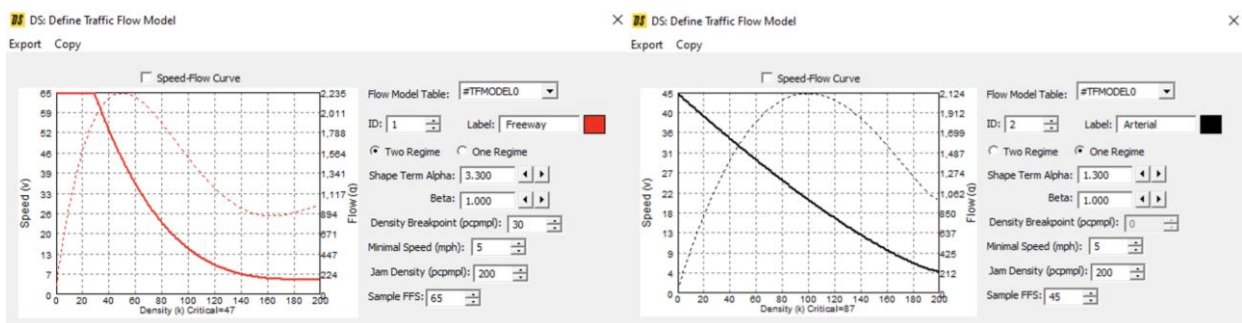 DS DS: Define Traffic Flow Model
Export Copy
Speed-Flow Curve
65
59
52
46
39
33
26
20
13
7
0
Speed (v)
2,235
2,011
1,788
1,564
1,341
1,117
894
671
447
224
0
Flow (q)
0 20 40 60 80 100 120 140 160 180 200
Density (k) Critical=47
Flow Model Table: #TFMODEL0
ID: 1 Label: Freeway
Two Regime One Regime
Shape Term Alpha: 3.300
Beta: 1.000
Density Breakpoint (pcpmpl): 30
Minimal Speed (mph): 5
Jam Density (pcpmpl): 200
Sample FFS: 65
DS DS: Define Traffic Flow Model
Export Copy
Speed-Flow Curve
45
40
36
31
27
22
18
13
9
4
0
Speed (v)
2,124
1,912
1,699
1,487
1,274
1,062
850
637
425
212
0
Flow (q)
0 20 40 60 80 100 120 140 160 180 200
Density (k) Critical=87
Flow Model Table: #TFMODEL0
ID: 2 Label: Arterial
Two Regime One Regime
Shape Term Alpha: 1.300
Beta: 1.000
Density Breakpoint (pcpmpl): 0
Minimal Speed (mph): 5
Jam Density (pcpmpl): 200
Sample FFS: 45